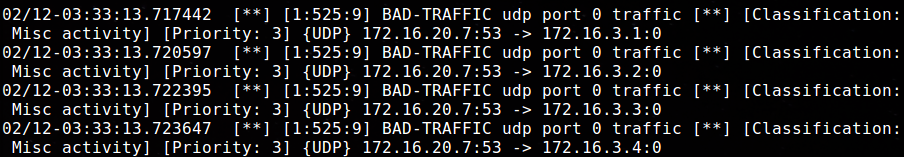 02/12-03:33:13.717442  [**] [1:525:9] BAD-TRAFFIC udp port 0 traffic [**] [Classification:
 Misc activity] [Priority: 3] {UDP} 172.16.20.7:53 -> 172.16.3.1:0
02/12-03:33:13.720597  [**] [1:525:9] BAD-TRAFFIC udp port 0 traffic [**] [Classification:
 Misc activity] [Priority: 3] {UDP} 172.16.20.7:53 -> 172.16.3.2:0
02/12-03:33:13.722395  [**] [1:525:9] BAD-TRAFFIC udp port 0 traffic [**] [Classification:
 Misc activity] [Priority: 3] {UDP} 172.16.20.7:53 -> 172.16.3.3:0
02/12-03:33:13.723647  [**] [1:525:9] BAD-TRAFFIC udp port 0 traffic [**] [Classification:
 Misc activity] [Priority: 3] {UDP} 172.16.20.7:53 -> 172.16.3.4:0